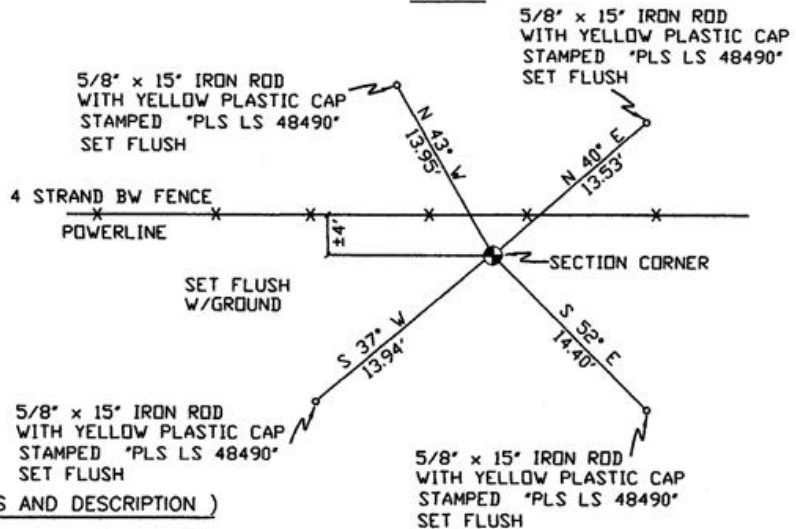 5/8" x 15" IRON ROD
WITH YELLOW PLASTIC CAP
STAMPED "PLS LS 48490"
SET FLUSH
5/8" x 15" IRON ROD
WITH YELLOW PLASTIC CAP
STAMPED "PLS LS 48490"
SET FLUSH
N 43° W
13.95'
N 40° E
13.53'
4 STRAND BW FENCE
POWERLINE
±4'
SECTION CORNER
SET FLUSH
W/GROUND
S 37° W
13.94'
S 52° E
14.40'
5/8" x 15" IRON ROD
WITH YELLOW PLASTIC CAP
STAMPED "PLS LS 48490"
SET FLUSH
5/8" x 15" IRON ROD
WITH YELLOW PLASTIC CAP
STAMPED "PLS LS 48490"
SET FLUSH
S AND DESCRIPTION )